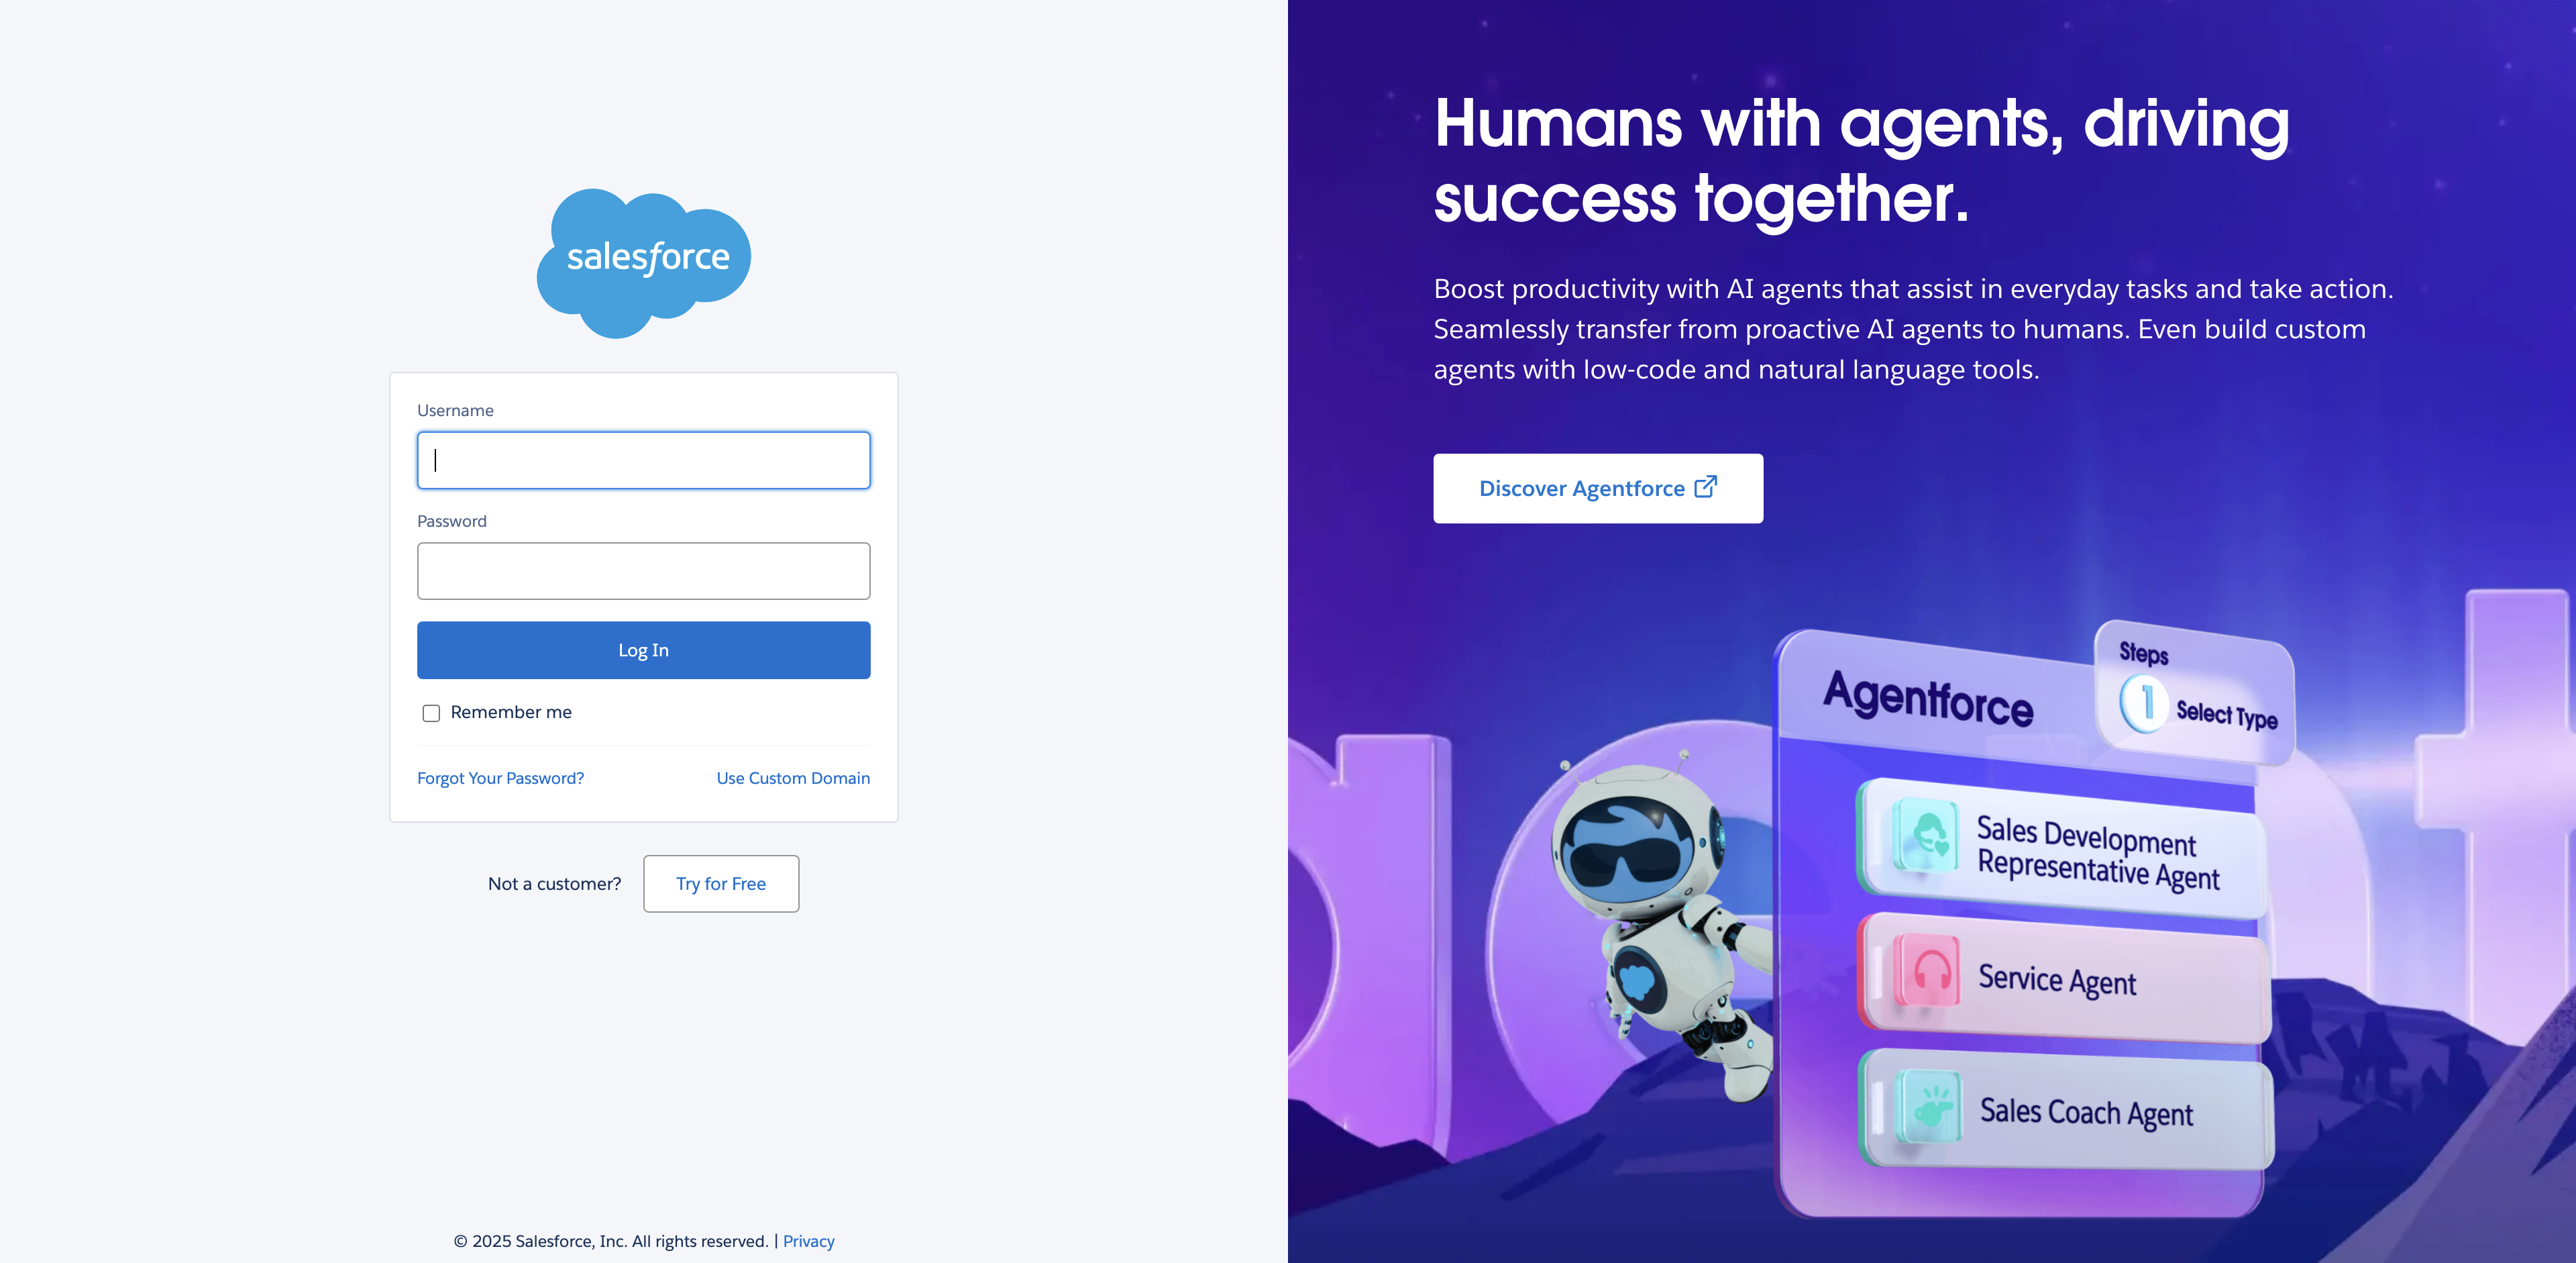 salesforce
Username
Password
Log In
Remember me
Forgot Your Password?
Use Custom Domain
Not a customer?
Try for Free
© 2025 Salesforce, Inc. All rights reserved. | Privacy
Humans with agents, driving
success together.
Boost productivity with AI agents that assist in everyday tasks and take action.
Seamlessly transfer from proactive AI agents to humans. Even build custom
agents with low-code and natural language tools.
Discover Agentforce
Agentforce
Steps
1 Select Type
Sales Development
Representative Agent
Service Agent
Sales Coach Agent